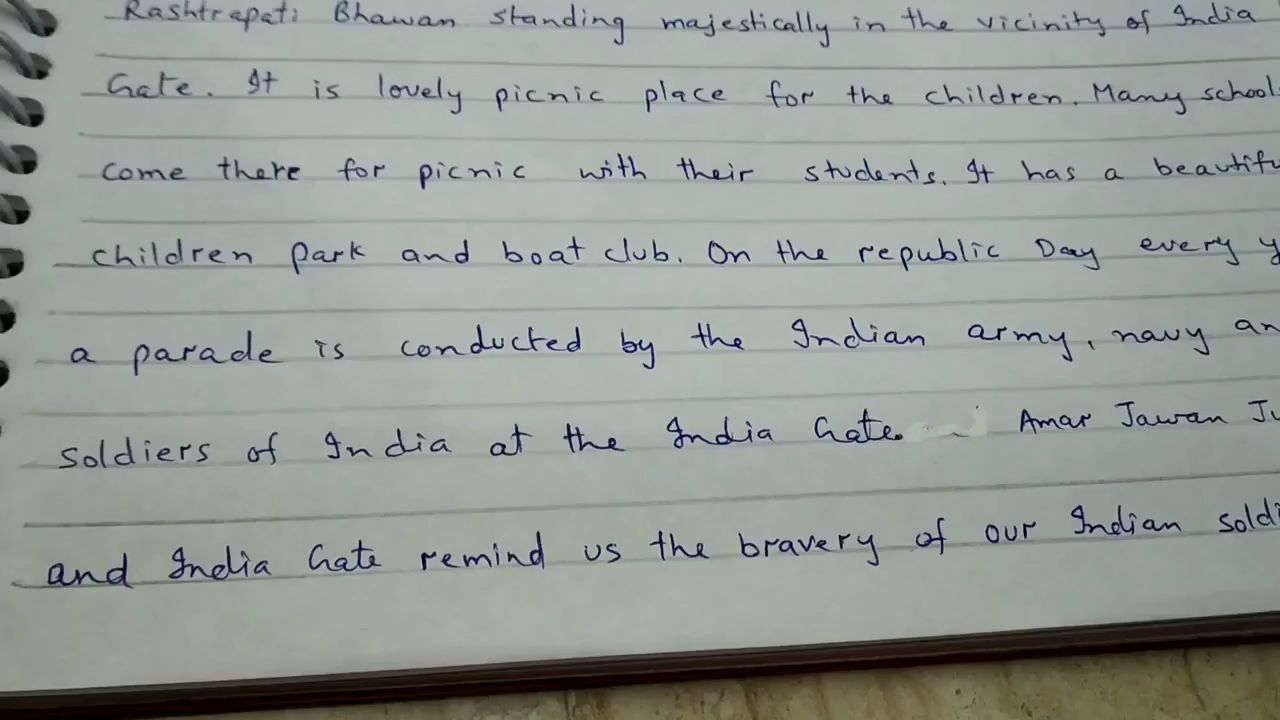 Rashtrapati Bhawan standing majestically in the vicinity of India
Gate. It is lovely picnic place for the children. Many school
come there for picnic with their students. It has a beautifu
children park and boat club. On the republic Day every y
a parade is conducted by the Indian army, navy an
soldiers of India at the India Gate. Amar Jawan
and India Gate remind us the bravery of our Indian soldi